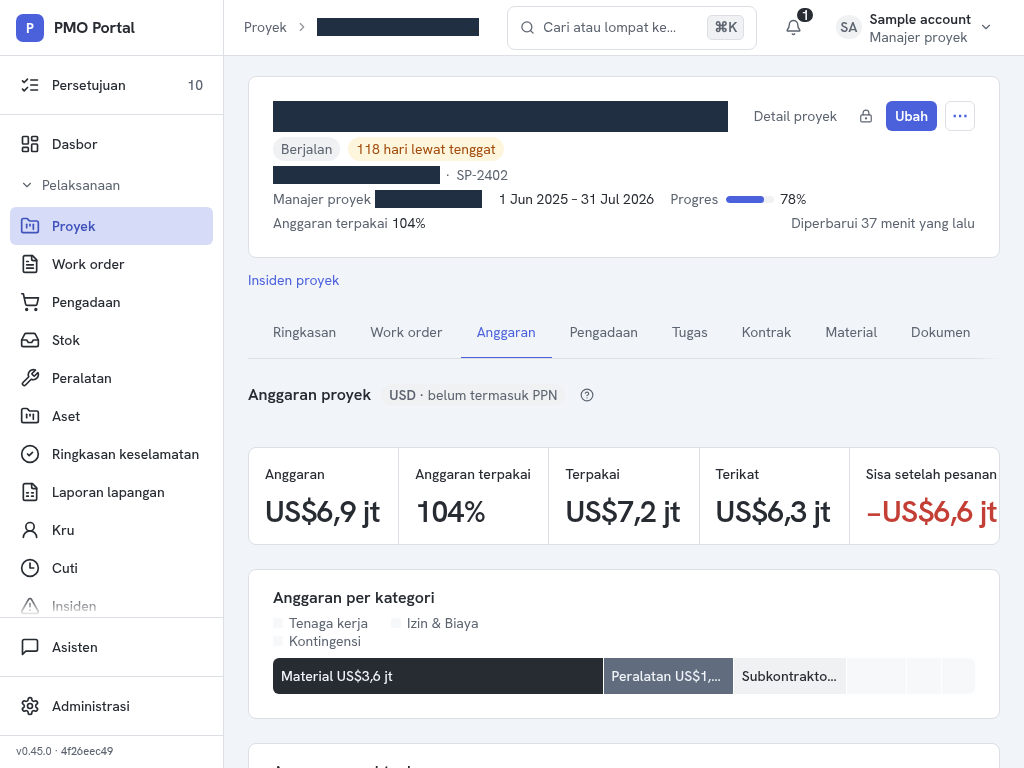 P PMO Portal
Proyek
Cari atau lompat ke...
⌘K
1
SA
Sample account
Manajer proyek
Persetujuan 10
Dasbor
Pelaksanaan
Proyek
Work order
Pengadaan
Stok
Peralatan
Aset
Ringkasan keselamatan
Laporan lapangan
Kru
Cuti
Insiden
Asisten
Administrasi
v0.45.0 · 4f26eec49
Detail proyek
Ubah
Berjalan 118 hari lewat tenggat
· SP-2402
Manajer proyek 1 Jun 2025 – 31 Jul 2026 Progres 78%
Anggaran terpakai 104% Diperbarui 37 menit yang lalu
Insiden proyek
Ringkasan Work order Anggaran Pengadaan Tugas Kontrak Material Dokumen
Anggaran proyek USD · belum termasuk PPN
Anggaran
US$6,9 jt
Anggaran terpakai
104%
Terpakai
US$7,2 jt
Terikat
US$6,3 jt
Sisa setelah pesanan
−US$6,6 jt
Anggaran per kategori
Tenaga kerja Izin & Biaya
Kontingensi
Material US$3,6 jt Peralatan US$1,... Subkontrakto...